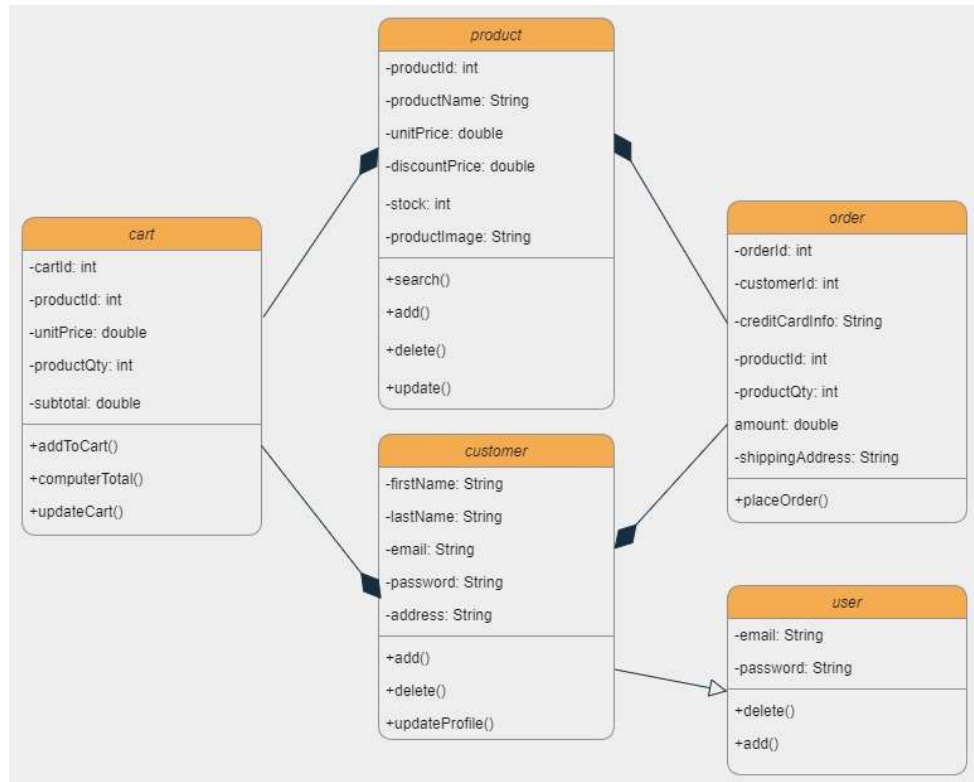 product
-productId: int
-productName: String
-unitPrice: double
-discountPrice: double
-stock: int
-productImage: String
+search()
+add()
+delete()
+update()
cart
-cartId: int
-productId: int
-unitPrice: double
-productQty: int
-subtotal: double
+addToCart()
+computerTotal()
+updateCart()
order
-orderId: int
-customerId: int
-creditCardInfo: String
-productId: int
-productQty: int
amount: double
-shippingAddress: String
+placeOrder()
customer
-firstName: String
-lastName: String
-email: String
-password: String
-address: String
+add()
+delete()
+updateProfile()
user
-email: String
-password: String
+delete()
+add()